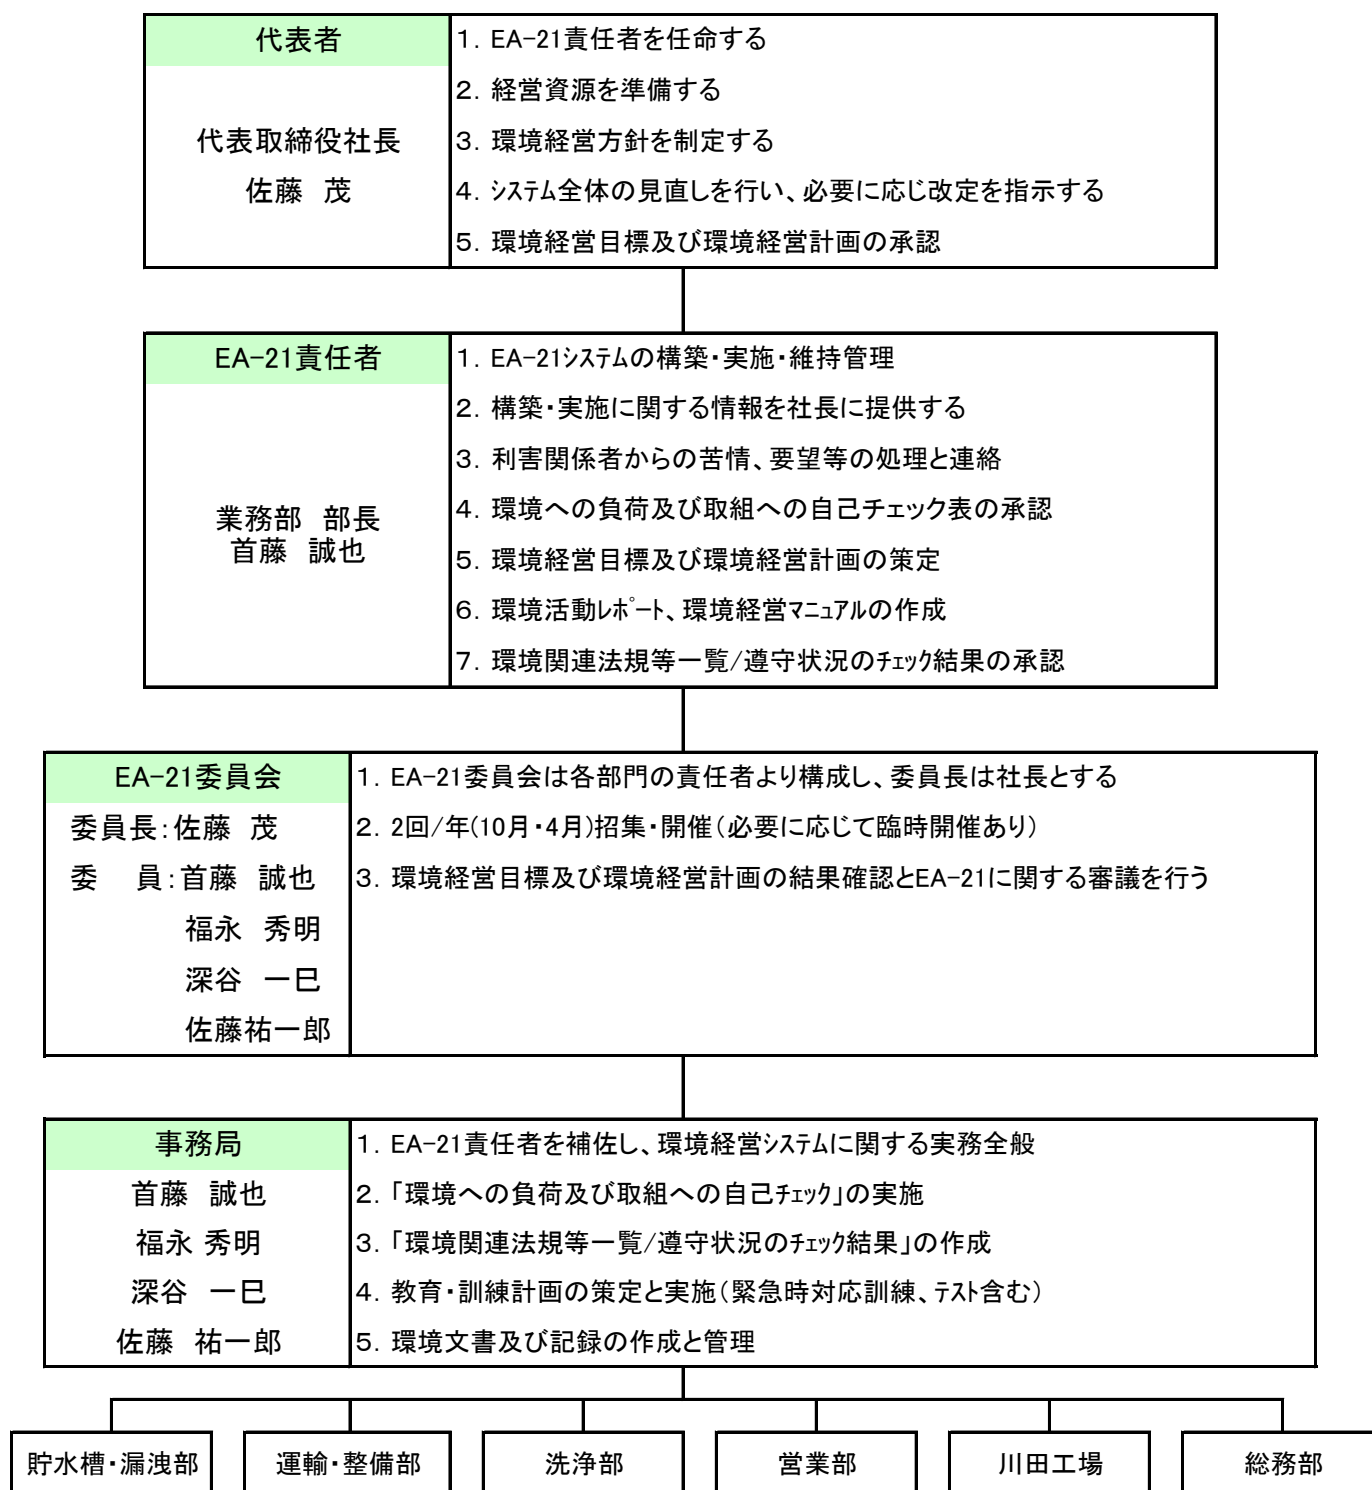 代表者
1．EA-21責任者を任命する
2．経営資源を準備する
代表取締役社長
3．環境経営方針を制定する
佐藤　茂
4．ｼｽﾃﾑ全体の見直しを行い、必要に応じ改定を指示する
5．環境経営目標及び環境経営計画の承認
EA-21責任者
1．EA-21ｼｽﾃﾑの構築・実施・維持管理
2．構築・実施に関する情報を社長に提供する
3．利害関係者からの苦情、要望等の処理と連絡
業務部　部長
首藤　誠也
4．環境への負荷及び取組への自己チェック表の承認
5．環境経営目標及び環境経営計画の策定
6．環境活動ﾚﾎﾟｰﾄ、環境経営ﾏﾆｭｱﾙの作成
7．環境関連法規等一覧/遵守状況のﾁｪｯｸ結果の承認
EA-21委員会
1．EA-21委員会は各部門の責任者より構成し、委員長は社長とする
委員長：佐藤　茂
2．2回/年(10月・4月)招集・開催（必要に応じて臨時開催あり）
委　員：首藤　誠也
3．環境経営目標及び環境経営計画の結果確認とEA-21に関する審議を行う
福永　秀明
深谷　一巳
佐藤祐一郎
事務局
1．EA-21責任者を補佐し、環境経営ｼｽﾃﾑに関する実務全般
首藤　誠也
2．「環境への負荷及び取組への自己ﾁｪｯｸ」の実施
福永 秀明
3．「環境関連法規等一覧/遵守状況のﾁｪｯｸ結果」の作成
深谷　一巳
4．教育・訓練計画の策定と実施（緊急時対応訓練、ﾃｽﾄ含む）
佐藤　祐一郎
5．環境文書及び記録の作成と管理
貯水槽・漏洩部
運輸・整備部
洗浄部
営業部
川田工場
総務部